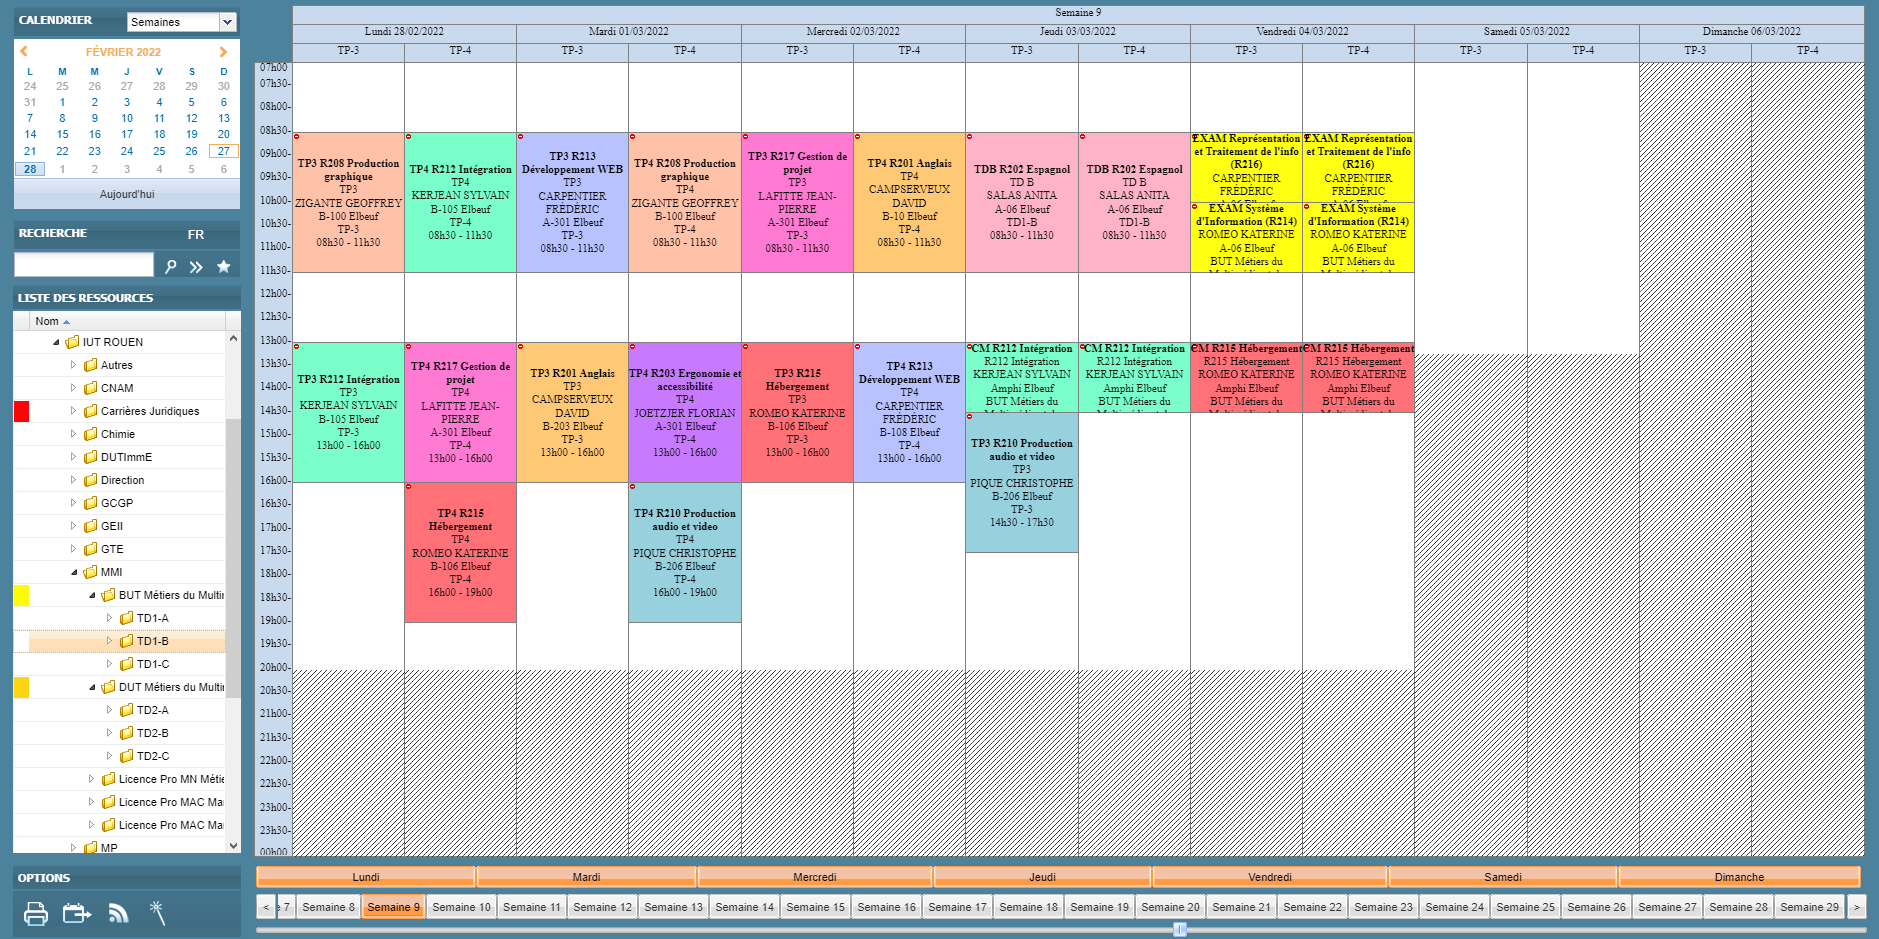 CALENDRIER
Semaines
FÉVRIER 2022
L M M J V S D
24 25 26 27 28 29 30
31 1 2 3 4 5 6
7 8 9 10 11 12 13
14 15 16 17 18 19 20
21 22 23 24 25 26 27
28 1 2 3 4 5 6
Aujourd'hui
RECHERCHE FR
LISTE DES RESSOURCES
Nom
IUT ROUEN
Autres
CNAM
Carrières Juridiques
Chimie
DUTImmE
Direction
GCGP
GEII
GTE
MMI
BUT Métiers du Multi
TD1-A
TD1-B
TD1-C
DUT Métiers du Multi
TD2-A
TD2-B
TD2-C
Licence Pro MN Métie
Licence Pro MAC Ma
Licence Pro MAC Ma
MP
OPTIONS
Semaine 9
Lundi 28/02/2022 Mardi 01/03/2022 Mercredi 02/03/2022 Jeudi 03/03/2022 Vendredi 04/03/2022 Samedi 05/03/2022 Dimanche 06/03/2022
TP-3 TP-4 TP-3 TP-4 TP-3 TP-4 TP-3 TP-4 TP-3 TP-4 TP-3 TP-4 TP-3 TP-4
07h00
07h30-
08h00-
08h30-
09h00-
09h30-
10h00-
10h30-
11h00-
11h30-
12h00-
12h30-
13h00-
13h30-
14h00-
14h30-
15h00-
15h30-
16h00-
16h30-
17h00-
17h30-
18h00-
18h30-
19h00-
19h30-
20h00-
20h30-
21h00-
21h30-
22h00-
22h30-
23h00-
23h30-
00h00
TP3 R208 Production
graphique
TP3
ZIGANTE GEOFFREY
B-100 Elbeuf
TP-3
08h30 - 11h30
TP4 R212 Intégration
TP4
KERJEAN SYLVAIN
B-105 Elbeuf
TP-4
08h30 - 11h30
TP3 R213
Développement WEB
TP3
CARPENTIER
FRÉDÉRIC
A-301 Elbeuf
TP-3
08h30 - 11h30
TP4 R208 Production
graphique
TP4
ZIGANTE GEOFFREY
B-100 Elbeuf
TP-4
08h30 - 11h30
TP3 R217 Gestion de
projet
TP3
LAFITTE JEAN-
PIERRE
A-301 Elbeuf
TP-3
08h30 - 11h30
TP4 R201 Anglais
TP4
CAMPSERVEUX
DAVID
B-10 Elbeuf
TP-4
08h30 - 11h30
TDB R202 Espagnol
TD B
SALAS ANITA
A-06 Elbeuf
TD1-B
08h30 - 11h30
TDB R202 Espagnol
TD B
SALAS ANITA
A-06 Elbeuf
TD1-B
08h30 - 11h30
EXAM Représentation
et Traitement de l'info
(R216)
CARPENTIER
FRÉDÉRIC
A-06 Elbeuf
EXAM Représentation
et Traitement de l'info
(R216)
CARPENTIER
FRÉDÉRIC
A-06 Elbeuf
EXAM Système
d'Information (R214)
ROMEO KATERINE
A-06 Elbeuf
BUT Métiers du
EXAM Système
d'Information (R214)
ROMEO KATERINE
A-06 Elbeuf
BUT Métiers du
TP3 R212 Intégration
TP3
KERJEAN SYLVAIN
B-105 Elbeuf
TP-3
13h00 - 16h00
TP4 R217 Gestion de
projet
TP4
LAFITTE JEAN-
PIERRE
A-301 Elbeuf
TP-4
13h00 - 16h00
TP3 R201 Anglais
TP3
CAMPSERVEUX
DAVID
B-203 Elbeuf
TP-3
13h00 - 16h00
TP4 R203 Ergonomie et
accessibilité
TP4
JOETZJER FLORIAN
A-301 Elbeuf
TP-4
13h00 - 16h00
TP3 R215
Hébergement
TP3
ROMEO KATERINE
B-106 Elbeuf
TP-3
13h00 - 16h00
TP4 R213
Développement WEB
TP4
CARPENTIER
FRÉDÉRIC
B-108 Elbeuf
TP-4
13h00 - 16h00
CM R212 Intégration
R212 Intégration
KERJEAN SYLVAIN
Amphi Elbeuf
BUT Métiers du
CM R212 Intégration
R212 Intégration
KERJEAN SYLVAIN
Amphi Elbeuf
BUT Métiers du
CM R215 Hébergement
R215 Hébergement
ROMEO KATERINE
Amphi Elbeuf
BUT Métiers du
CM R215 Hébergement
R215 Hébergement
ROMEO KATERINE
Amphi Elbeuf
BUT Métiers du
TP4 R215
Hébergement
TP4
ROMEO KATERINE
B-106 Elbeuf
TP-4
16h00 - 19h00
TP4 R210 Production
audio et video
TP4
PIQUE CHRISTOPHE
B-206 Elbeuf
TP-4
16h00 - 19h00
TP3 R210 Production
audio et video
TP3
PIQUE CHRISTOPHE
B-206 Elbeuf
TP-3
14h30 - 17h30
Lundi Mardi Mercredi Jeudi Vendredi Samedi Dimanche
< 7 Semaine 8 Semaine 9 Semaine 10 Semaine 11 Semaine 12 Semaine 13 Semaine 14 Semaine 15 Semaine 16 Semaine 17 Semaine 18 Semaine 19 Semaine 20 Semaine 21 Semaine 22 Semaine 23 Semaine 24 Semaine 25 Semaine 26 Semaine 27 Semaine 28 Semaine 29 >